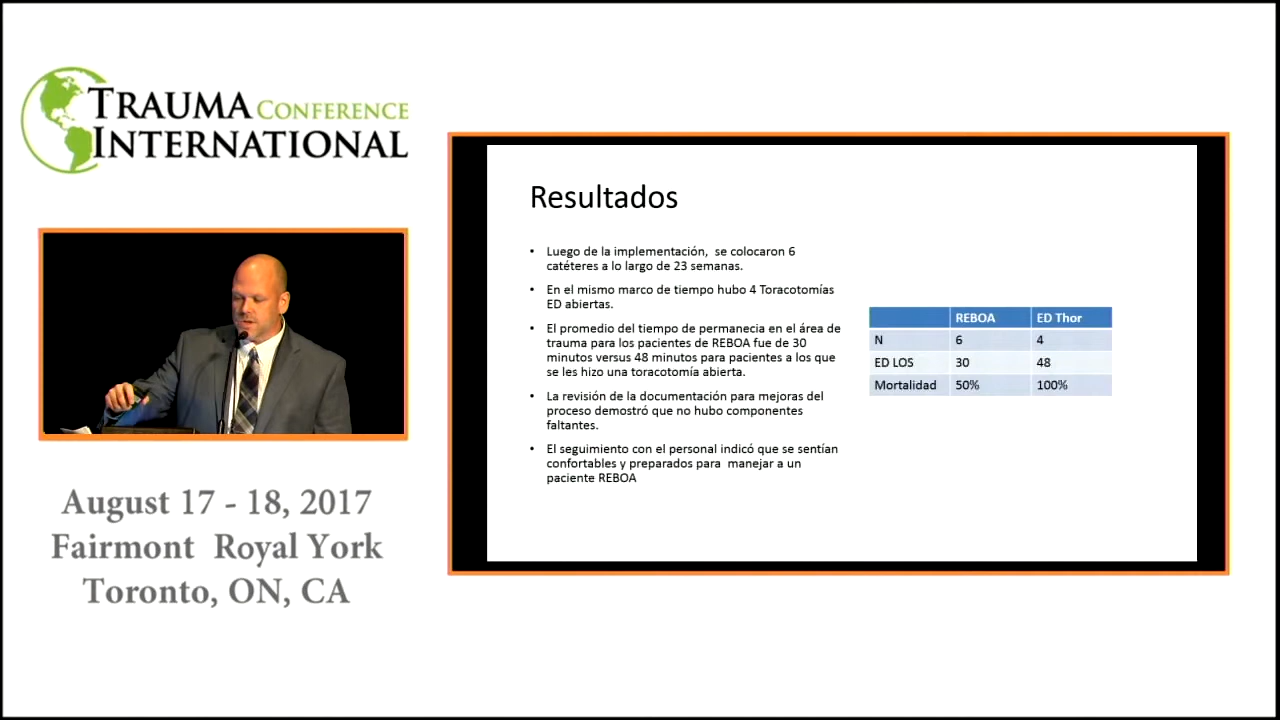 TRAUMA CONFERENCE
INTERNATIONAL
August 17 - 18, 2017
Fairmont Royal York
Toronto, ON, CA
Resultados
• Luego de la implementación, se colocaron 6
catéteres a lo largo de 23 semanas.
• En el mismo marco de tiempo hubo 4 Toracotomías
ED abiertas.
• El promedio del tiempo de permanecia en el área de
trauma para los pacientes de REBOA fue de 30
minutos versus 48 minutos para pacientes a los que
se les hizo una toracotomía abierta.
• La revisión de la documentación para mejoras del
proceso demostró que no hubo componentes
faltantes.
• El seguimiento con el personal indicó que se sentían
confortables y preparados para manejar a un
paciente REBOA
REBOA ED Thor
N 6 4
ED LOS 30 48
Mortalidad 50% 100%